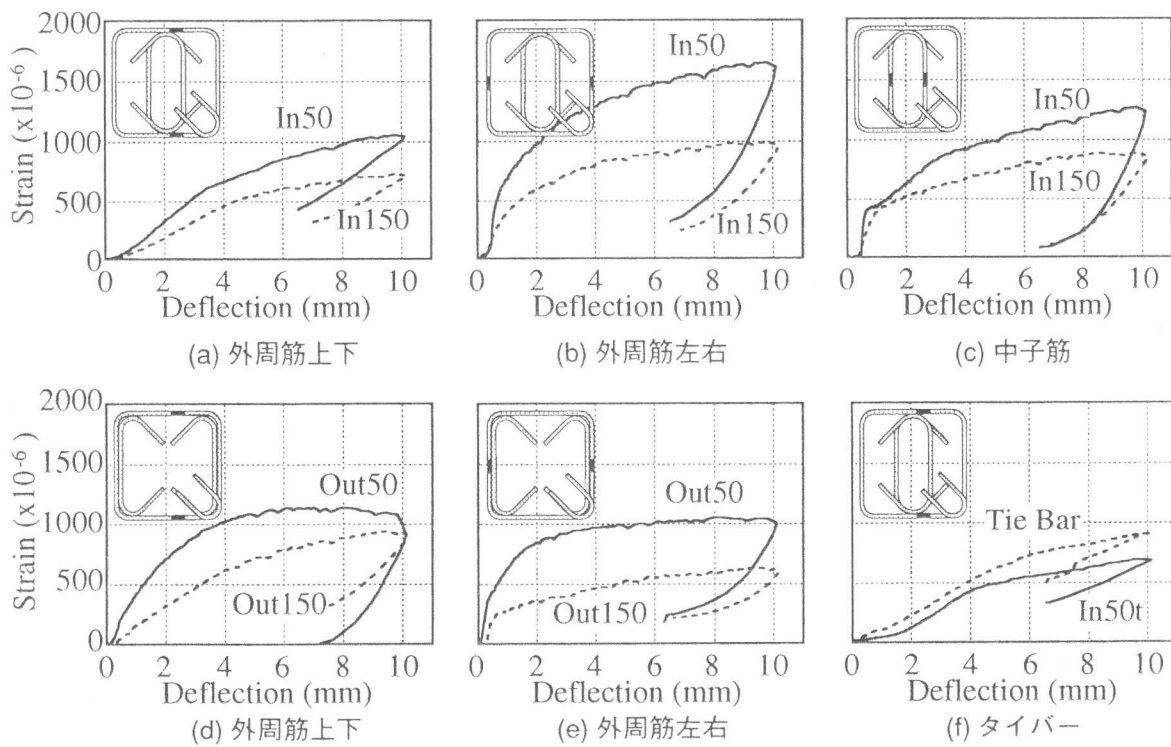 2000
1500
1000
500
0
Strain (x10-6)
In50
In150
0 2 4 6 8 10
Deflection (mm)
(a) 外周筋上下
In50
In150
0 2 4 6 8 10
Deflection (mm)
(b) 外周筋左右
In50
In150
0 2 4 6 8 10
Deflection (mm)
(c) 中子筋
2000
1500
1000
500
0
Strain (x10-6)
Out50
Out150
0 2 4 6 8 10
Deflection (mm)
(d) 外周筋上下
Out50
Out150
0 2 4 6 8 10
Deflection (mm)
(e) 外周筋左右
Tie Bar
In50t
0 2 4 6 8 10
Deflection (mm)
(f) タイバー